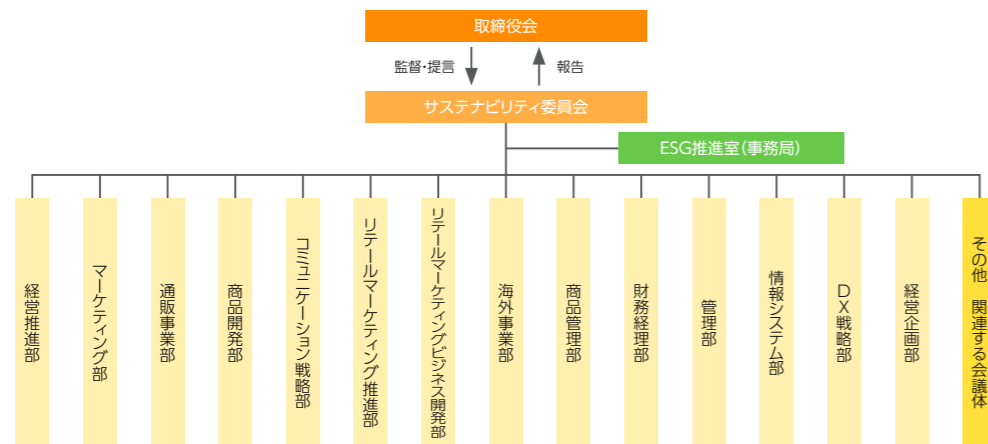 取締役会
監督・提言
報告
サステナビリティ委員会
ESG推進室（事務局）
経営推進部
マーケティング部
通販事業部
商品開発部
コミュニケーション戦略部
リテールマーケティング推進部
リテールマーケティングビジネス開発部
海外事業部
商品管理部
財務経理部
管理部
情報システム部
DX戦略部
経営企画部
その他　関連する会議体